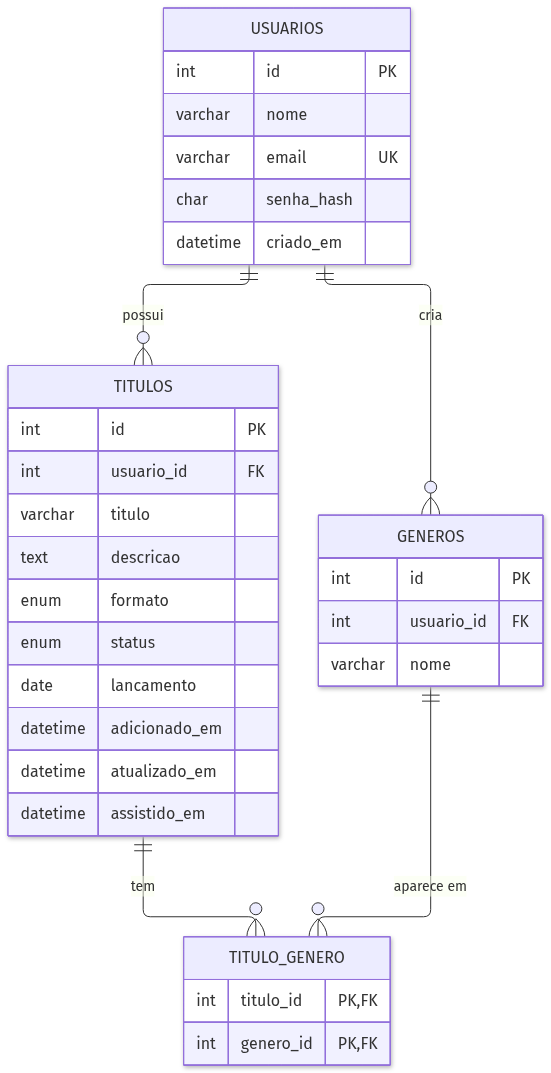 USUARIOS
int id PK
varchar nome
varchar email UK
char senha_hash
datetime criado_em
possui
cria
TITULOS
int id PK
int usuario_id FK
varchar titulo
text descricao
enum formato
enum status
date lancamento
datetime adicionado_em
datetime atualizado_em
datetime assistido_em
GENEROS
int id PK
int usuario_id FK
varchar nome
tem
aparece em
TITULO_GENERO
int titulo_id PK,FK
int genero_id PK,FK